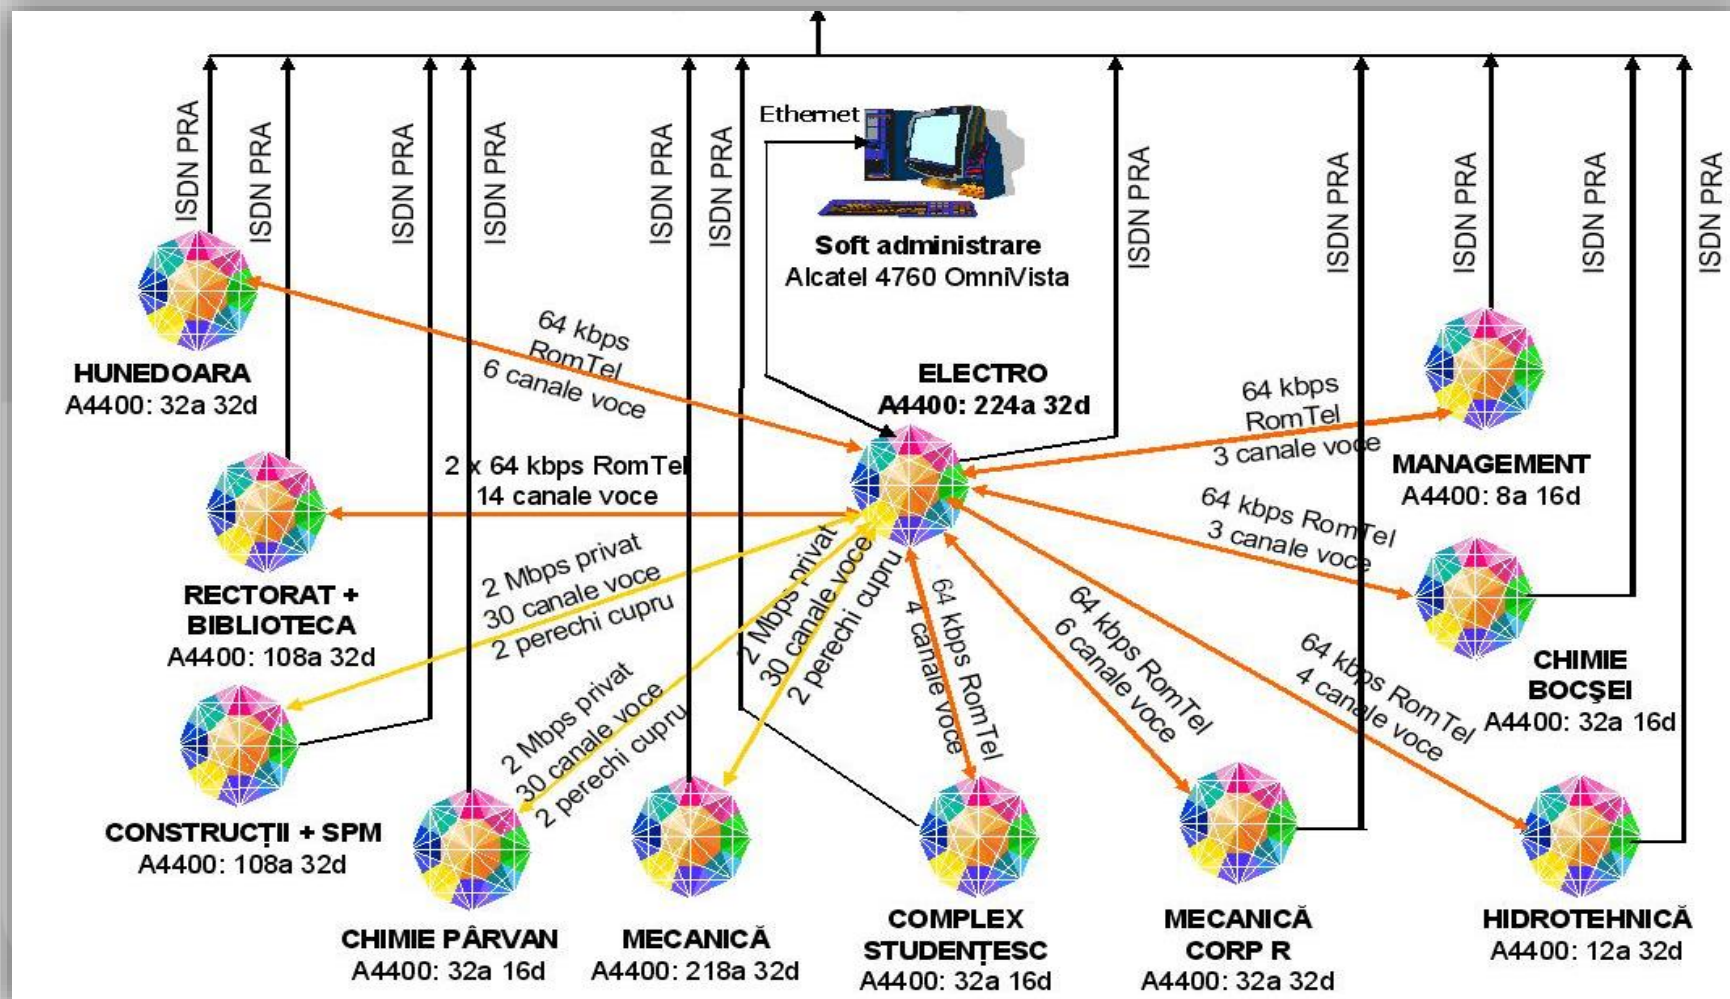 ISDN PRA
ISDN PRA
ISDN PRA
ISDN PRA
ISDN PRA
ISDN PRA
ISDN PRA
ISDN PRA
ISDN PRA
ISDN PRA
ISDN PRA
Ethernet
Soft administrare
Alcatel 4760 OmniVista
HUNEDOARA
A4400: 32a 32d
64 kbps
RomTel
6 canale voce
ELECTRO
A4400: 224a 32d
64 kbps
RomTel
3 canale voce
MANAGEMENT
A4400: 8a 16d
2 x 64 kbps RomTel
14 canale voce
RECTORAT +
BIBLIOTECA
A4400: 108a 32d
64 kbps RomTel
3 canale voce
CHIMIE
BOCŞEI
A4400: 32a 16d
2 Mbps privat
30 canale voce
2 perechi cupru
CONSTRUCŢII + SPM
A4400: 108a 32d
2 Mbps privat
30 canale voce
2 perechi cupru
CHIMIE PÂRVAN
A4400: 32a 16d
2 Mbps privat
30 canale voce
2 perechi cupru
MECANICĂ
A4400: 218a 32d
64 kbps RomTel
4 canale voce
COMPLEX
STUDENŢESC
A4400: 32a 16d
64 kbps RomTel
6 canale voce
MECANICĂ
CORP R
A4400: 32a 32d
64 kbps RomTel
4 canale voce
HIDROTEHNICĂ
A4400: 12a 32d